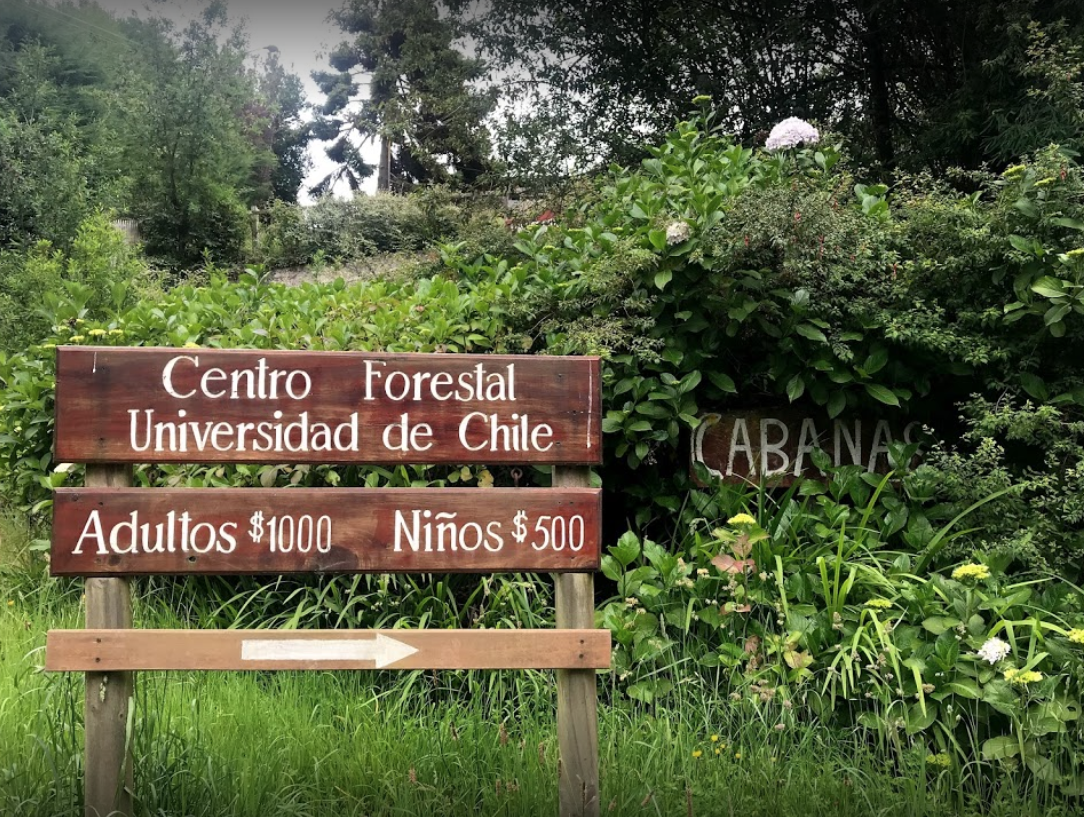 Centro Forestal
Universidad de Chile
Adultos $1000 Niños $500
CABANAS